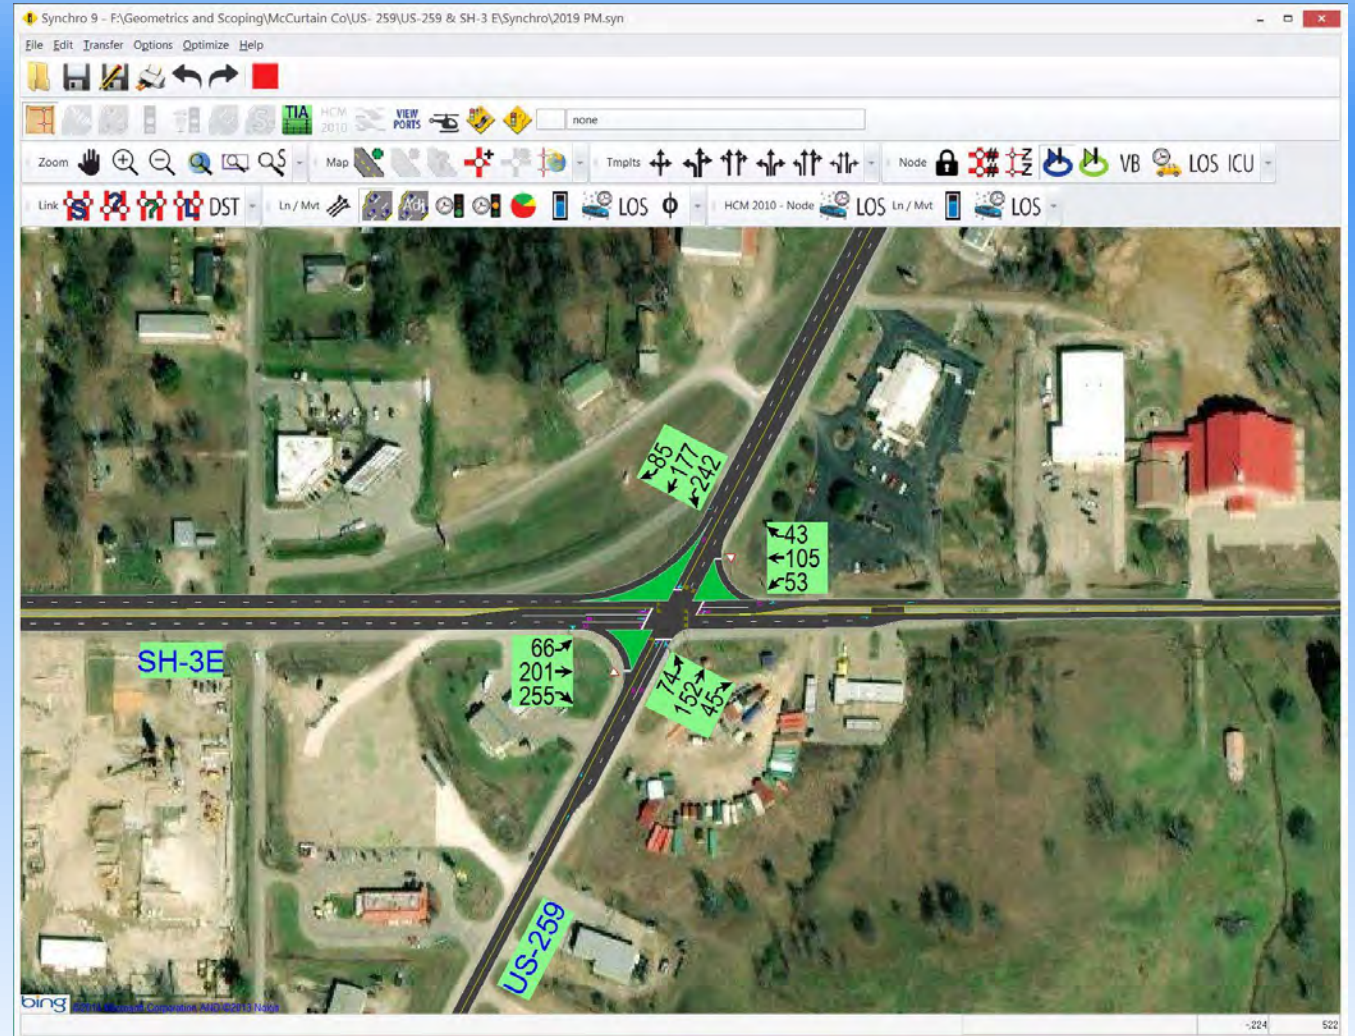 Synchro 9 - F:\Geometrics and Scoping\McCurtain Co\US- 259\US-259 & SH-3 E\Synchro\2019 PM.syn
File Edit Transfer Options Optimize Help
TIA HCM 2010 VIEW PORTS none
Zoom Map Tmplts Node VB LOS ICU
Link DST Ln / Mvt Adj LOS ϕ HCM 2010 - Node LOS Ln / Mvt LOS
85
177
242
43
105
53
SH-3E
66
201
255
74
152
45
US-259
bing
-,224 522